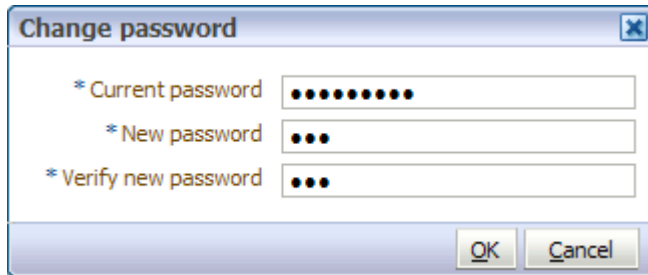 Change password
* Current password •••••••••
* New password •••
* Verify new password •••
OK Cancel